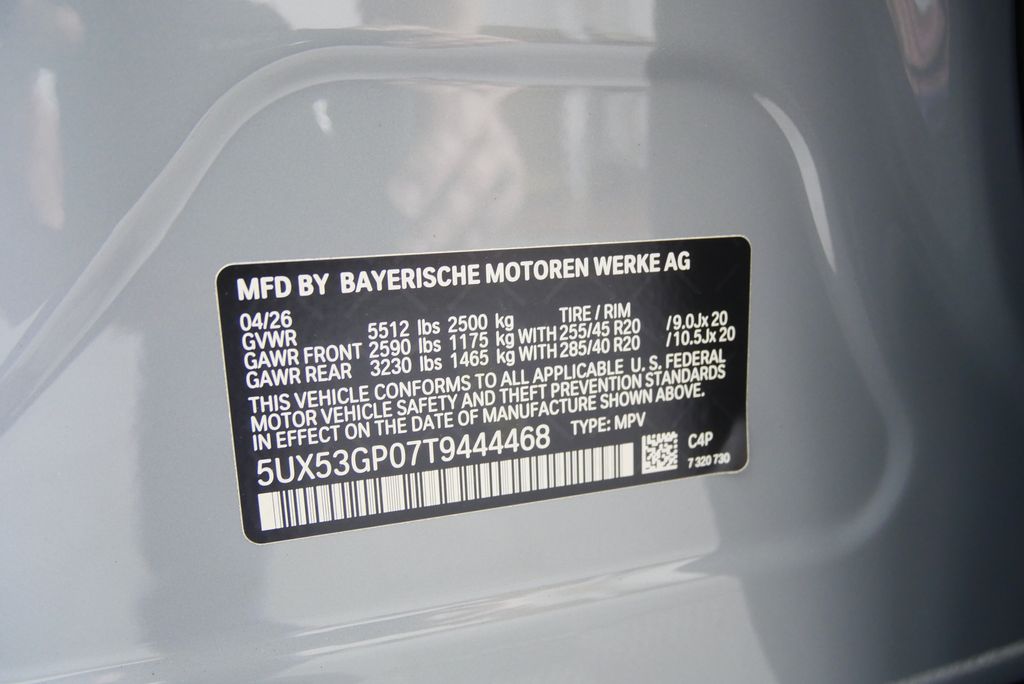 MFD BY BAYERISCHE MOTOREN WERKE AG
04/26 TIRE / RIM
GVWR 5512 lbs 2500 kg
GAWR FRONT 2590 lbs 1175 kg WITH 255/45 R20 /9.0Jx20
GAWR REAR 3230 lbs 1465 kg WITH 285/40 R20 /10.5Jx20
THIS VEHICLE CONFORMS TO ALL APPLICABLE U.S. FEDERAL
MOTOR VEHICLE SAFETY AND THEFT PREVENTION STANDARDS
IN EFFECT ON THE DATE OF MANUFACTURE SHOWN ABOVE.
5UX53GP07T9444468 TYPE: MPV
C4P
7 320 730